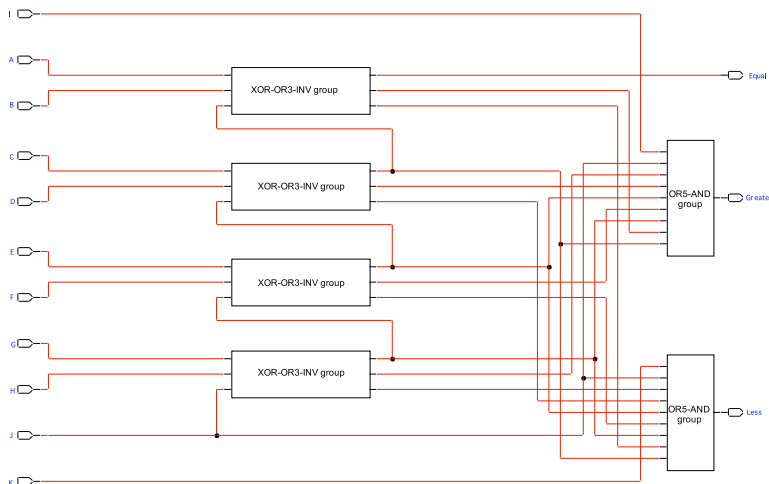 I
A
XOR-OR3-INV group
Equal
B
C
XOR-OR3-INV group
D
OR5-AND
group
Greate
E
XOR-OR3-INV group
F
G
XOR-OR3-INV group
H
OR5-AND
group
Less
J
K